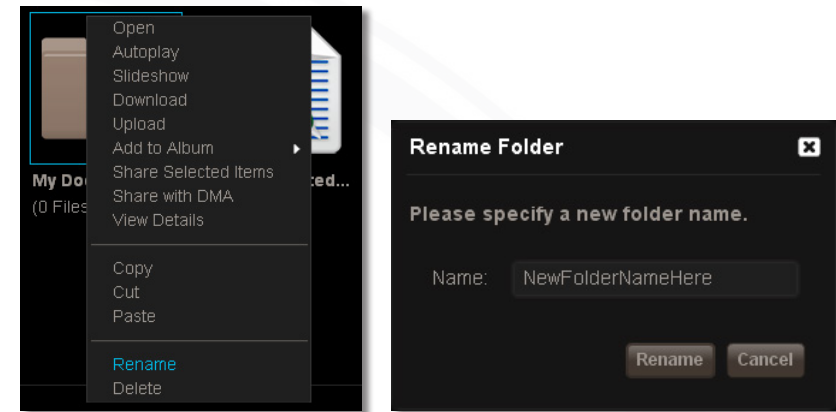 Open
Autoplay
Slideshow
Download
Upload
Add to Album
Share Selected Items
Share with DMA
View Details
Copy
Cut
Paste
Rename
Delete
My Do
ted...
(0 Files
Rename Folder
Please specify a new folder name.
Name: NewFolderNameHere
Rename Cancel